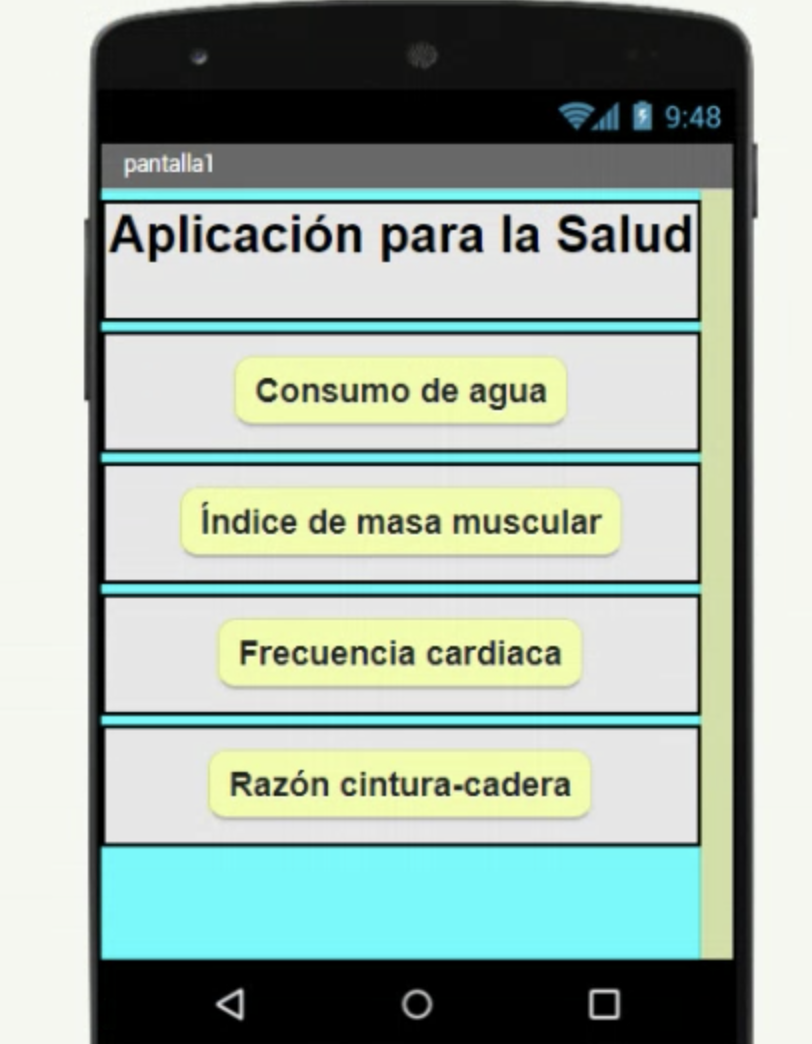 9:48
pantalla1
Aplicación para la Salud
Consumo de agua
Índice de masa muscular
Frecuencia cardiaca
Razón cintura-cadera